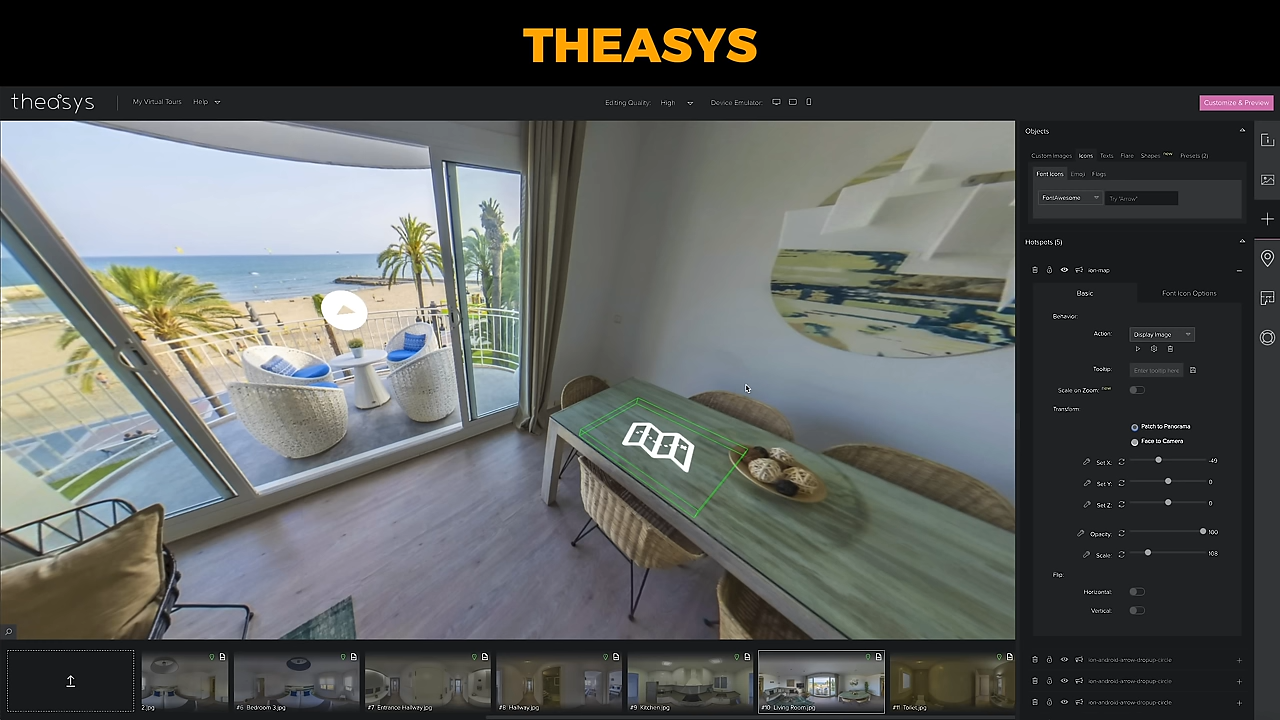 THEASYS
theasys
My Virtual Tours Help
Editing Quality: High Device Emulator:
Customize & Preview
Objects
Custom Images Icons Texts Flare Shapes new Presets (2)
Font Icons Emoji Flags
FontAwesome Try "Arrow"
Hotspots (5)
ion-map
Basic Font Icon Options
Behavior:
Action: Display Image
Tooltip: Enter tooltip here
Scale on Zoom: new
Transform:
Patch to Panorama
Face to Camera
Set X: -49
Set Y: 0
Set Z: 0
Opacity: 100
Scale: 108
Flip:
Horizontal:
Vertical:
ion-android-arrow-dropup-circle
ion-android-arrow-dropup-circle
ion-android-arrow-dropup-circle
2.jpg #6 Bedroom 3.jpg #7 Entrance Hallway.jpg #8 Hallway.jpg #9 Kitchen.jpg #10 Living Room.jpg #11 Toilet.jpg